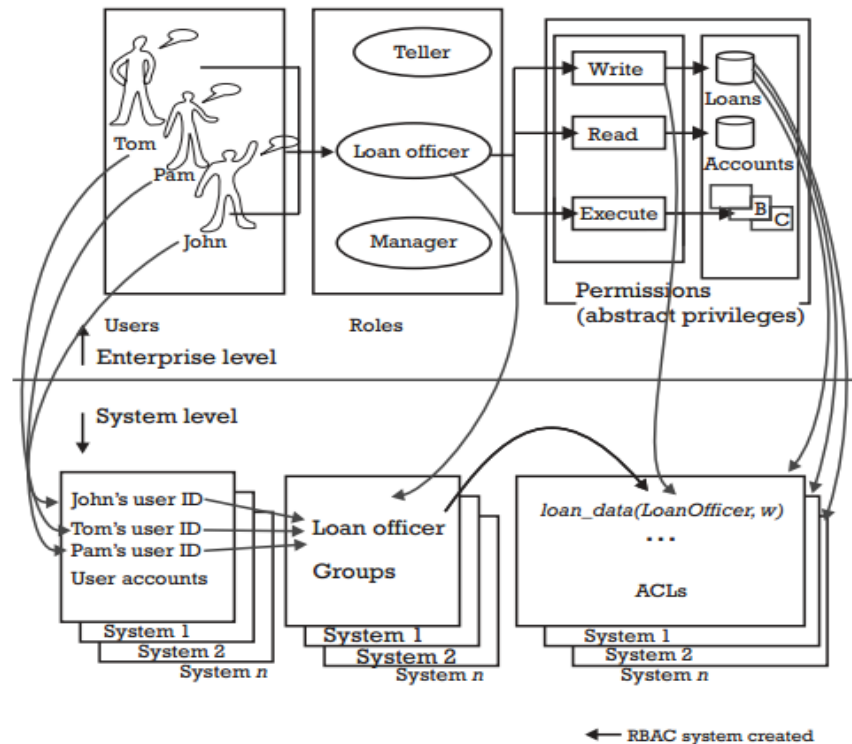 Teller
Write
Loans
Tom
Loan officer
Read
Pam
Accounts
Execute
B
C
John
Manager
Permissions
(abstract privileges)
Users
Roles
Enterprise level
System level
John's user ID
Tom's user ID
Pam's user ID
User accounts
System 1
System 2
System n
Loan officer
Groups
System 1
System 2
System n
loan_data(LoanOfficer, w)
...
ACLs
System 1
System 2
System n
RBAC system created